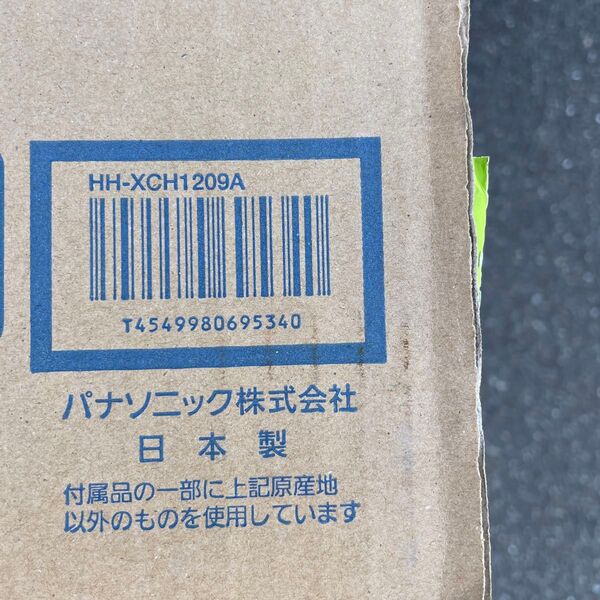 HH-XCH1209A
T4549980695340
パナソニック株式会社
日本製
付属品の一部に上記原産地
以外のものを使用しています